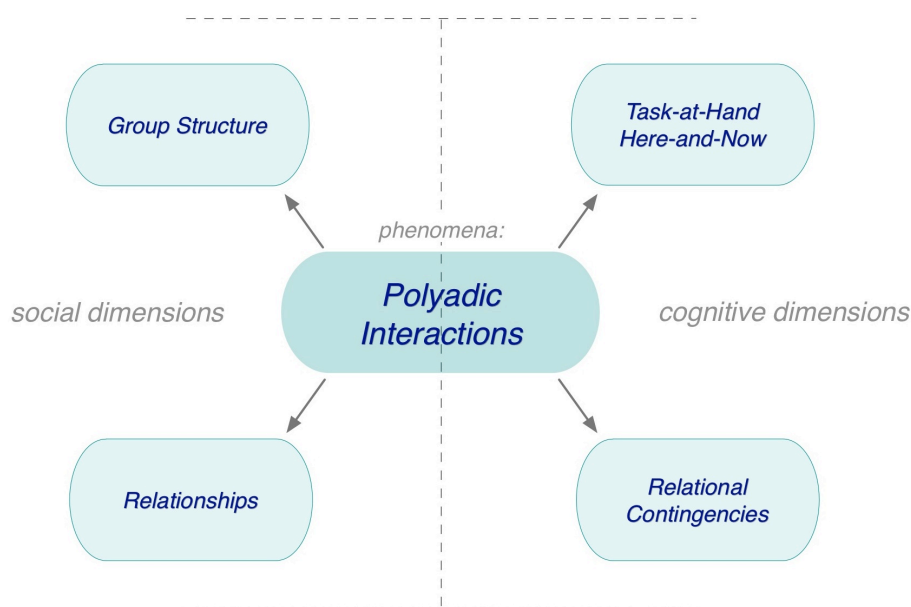 Group Structure
Task-at-Hand
Here-and-Now
phenomena:
social dimensions
Polyadic
Interactions
cognitive dimensions
Relationships
Relational
Contingencies